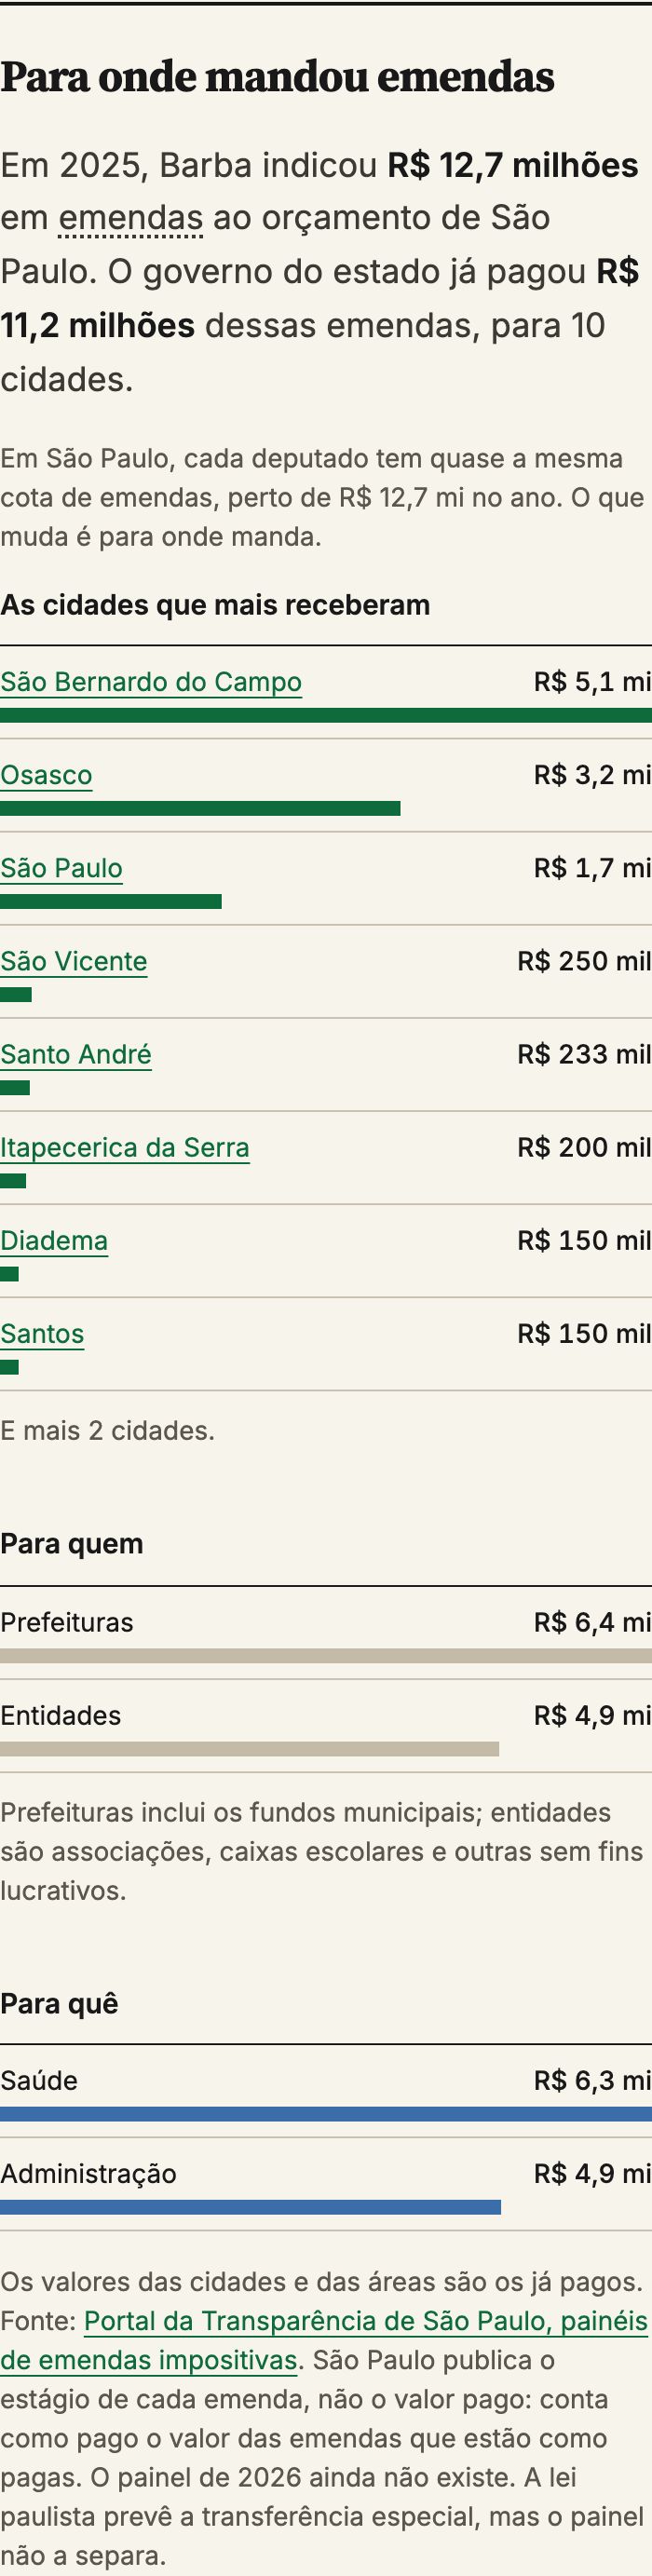 Para onde mandou emendas
Em 2025, Barba indicou R$ 12,7 milhões
em emendas ao orçamento de São
Paulo. O governo do estado já pagou R$
11,2 milhões dessas emendas, para 10
cidades.
Em São Paulo, cada deputado tem quase a mesma
cota de emendas, perto de R$ 12,7 mi no ano. O que
muda é para onde manda.
As cidades que mais receberam
São Bernardo do Campo R$ 5,1 mi
Osasco R$ 3,2 mi
São Paulo R$ 1,7 mi
São Vicente R$ 250 mil
Santo André R$ 233 mil
Itapecerica da Serra R$ 200 mil
Diadema R$ 150 mil
Santos R$ 150 mil
E mais 2 cidades.
Para quem
Prefeituras R$ 6,4 mi
Entidades R$ 4,9 mi
Prefeituras inclui os fundos municipais; entidades
são associações, caixas escolares e outras sem fins
lucrativos.
Para quê
Saúde R$ 6,3 mi
Administração R$ 4,9 mi
Os valores das cidades e das áreas são os já pagos.
Fonte: Portal da Transparência de São Paulo, painéis
de emendas impositivas. São Paulo publica o
estágio de cada emenda, não o valor pago: conta
como pago o valor das emendas que estão como
pagas. O painel de 2026 ainda não existe. A lei
paulista prevê a transferência especial, mas o painel
não a separa.